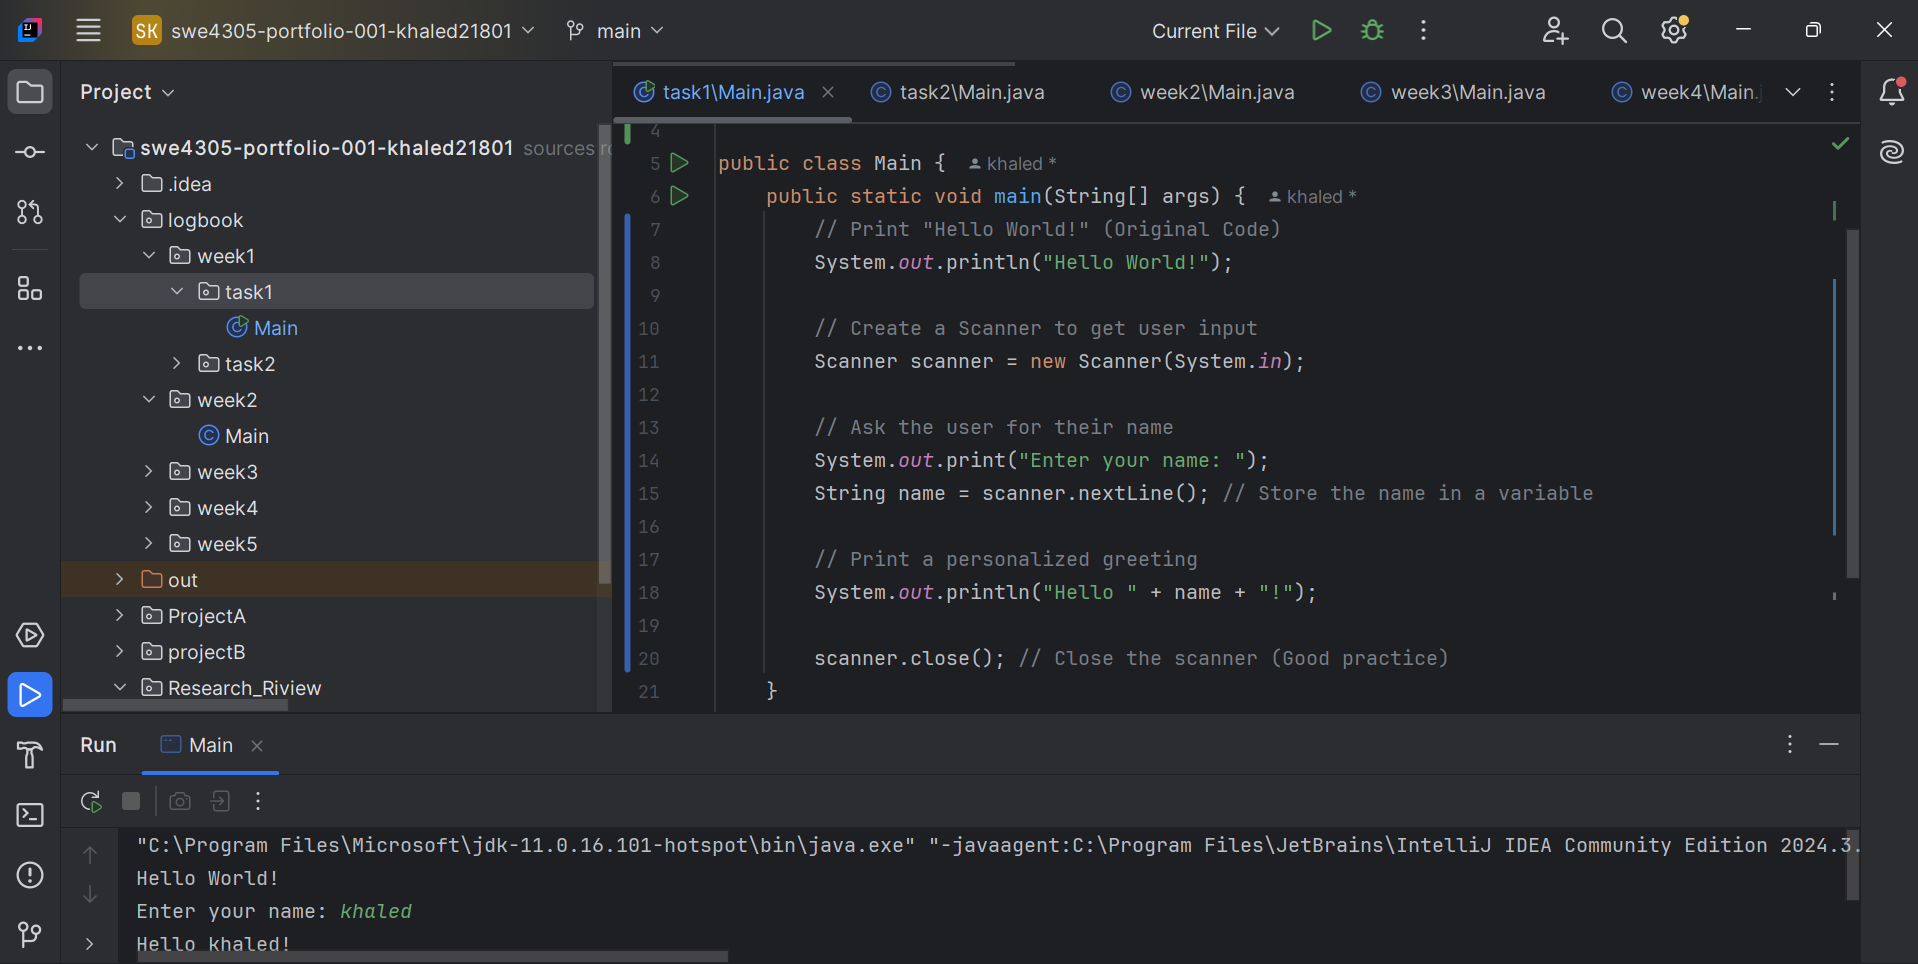 SK swe4305-portfolio-001-khaled21801 main Current File
Project
task1\Main.java task2\Main.java week2\Main.java week3\Main.java week4\Main.
swe4305-portfolio-001-khaled21801 sources
.idea
logbook
week1
task1
Main
task2
week2
Main
week3
week4
week5
out
ProjectA
projectB
Research_Riview
4
5 public class Main { khaled *
6 public static void main(String[] args) { khaled *
7 // Print "Hello World!" (Original Code)
8 System.out.println("Hello World!");
9
10 // Create a Scanner to get user input
11 Scanner scanner = new Scanner(System.in);
12
13 // Ask the user for their name
14 System.out.print("Enter your name: ");
15 String name = scanner.nextLine(); // Store the name in a variable
16
17 // Print a personalized greeting
18 System.out.println("Hello " + name + "!");
19
20 scanner.close(); // Close the scanner (Good practice)
21 }
Run Main
"C:\Program Files\Microsoft\jdk-11.0.16.101-hotspot\bin\java.exe" "-javaagent:C:\Program Files\JetBrains\IntelliJ IDEA Community Edition 2024.3.
Hello World!
Enter your name: khaled
Hello khaled!